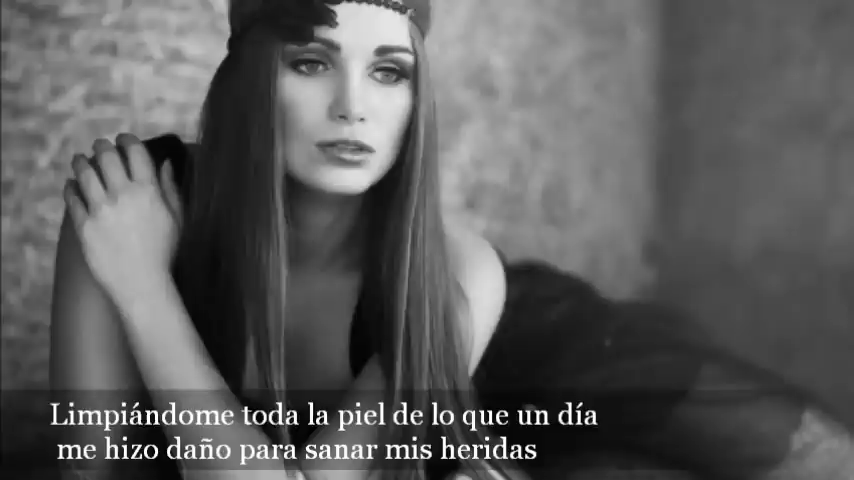 Limpiándome toda la piel de lo que un día
me hizo daño para sanar mis heridas